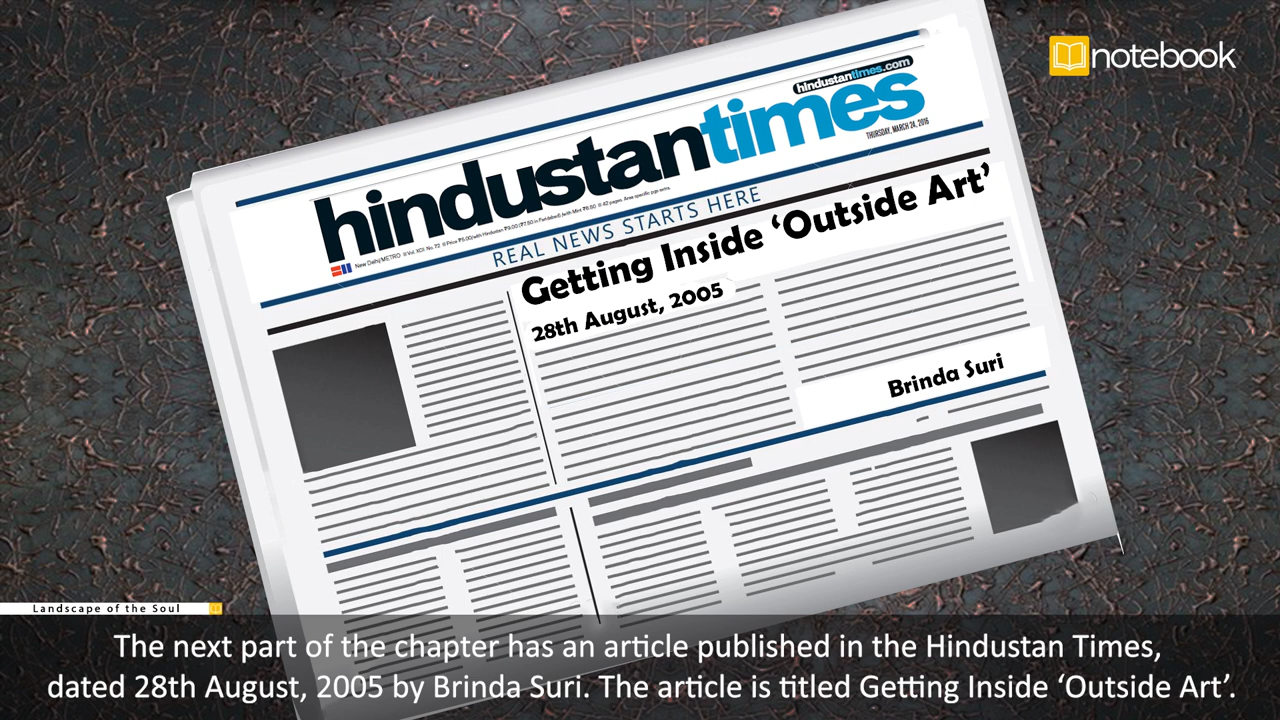 notebook
hindustantimes.com
hindustantimes
THURSDAY, MARCH 24, 2016
REAL NEWS STARTS HERE
Getting Inside ‘Outside Art’
28th August, 2005
Brinda Suri
Landscape of the Soul
The next part of the chapter has an article published in the Hindustan Times,
dated 28th August, 2005 by Brinda Suri. The article is titled Getting Inside ‘Outside Art’.